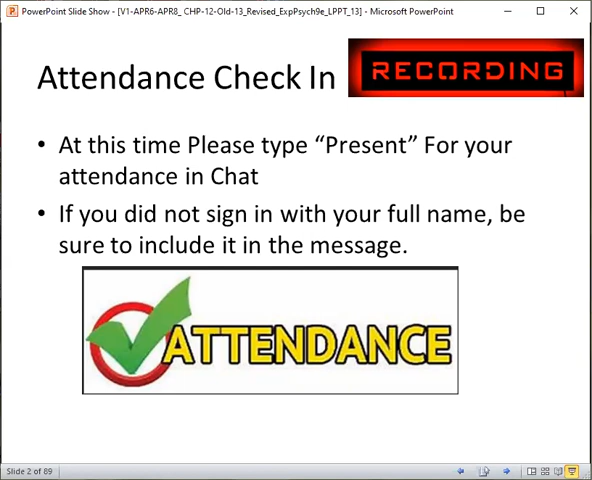 PowerPoint Slide Show - [V1-APR6-APR8_ CHP-12-Old-13_Revised_ExpPsych9e_LPPT_13] - Microsoft PowerPoint
Attendance Check In
RECORDING
• At this time Please type “Present” For your
attendance in Chat
• If you did not sign in with your full name, be
sure to include it in the message.
ATTENDANCE
Slide 2 of 89